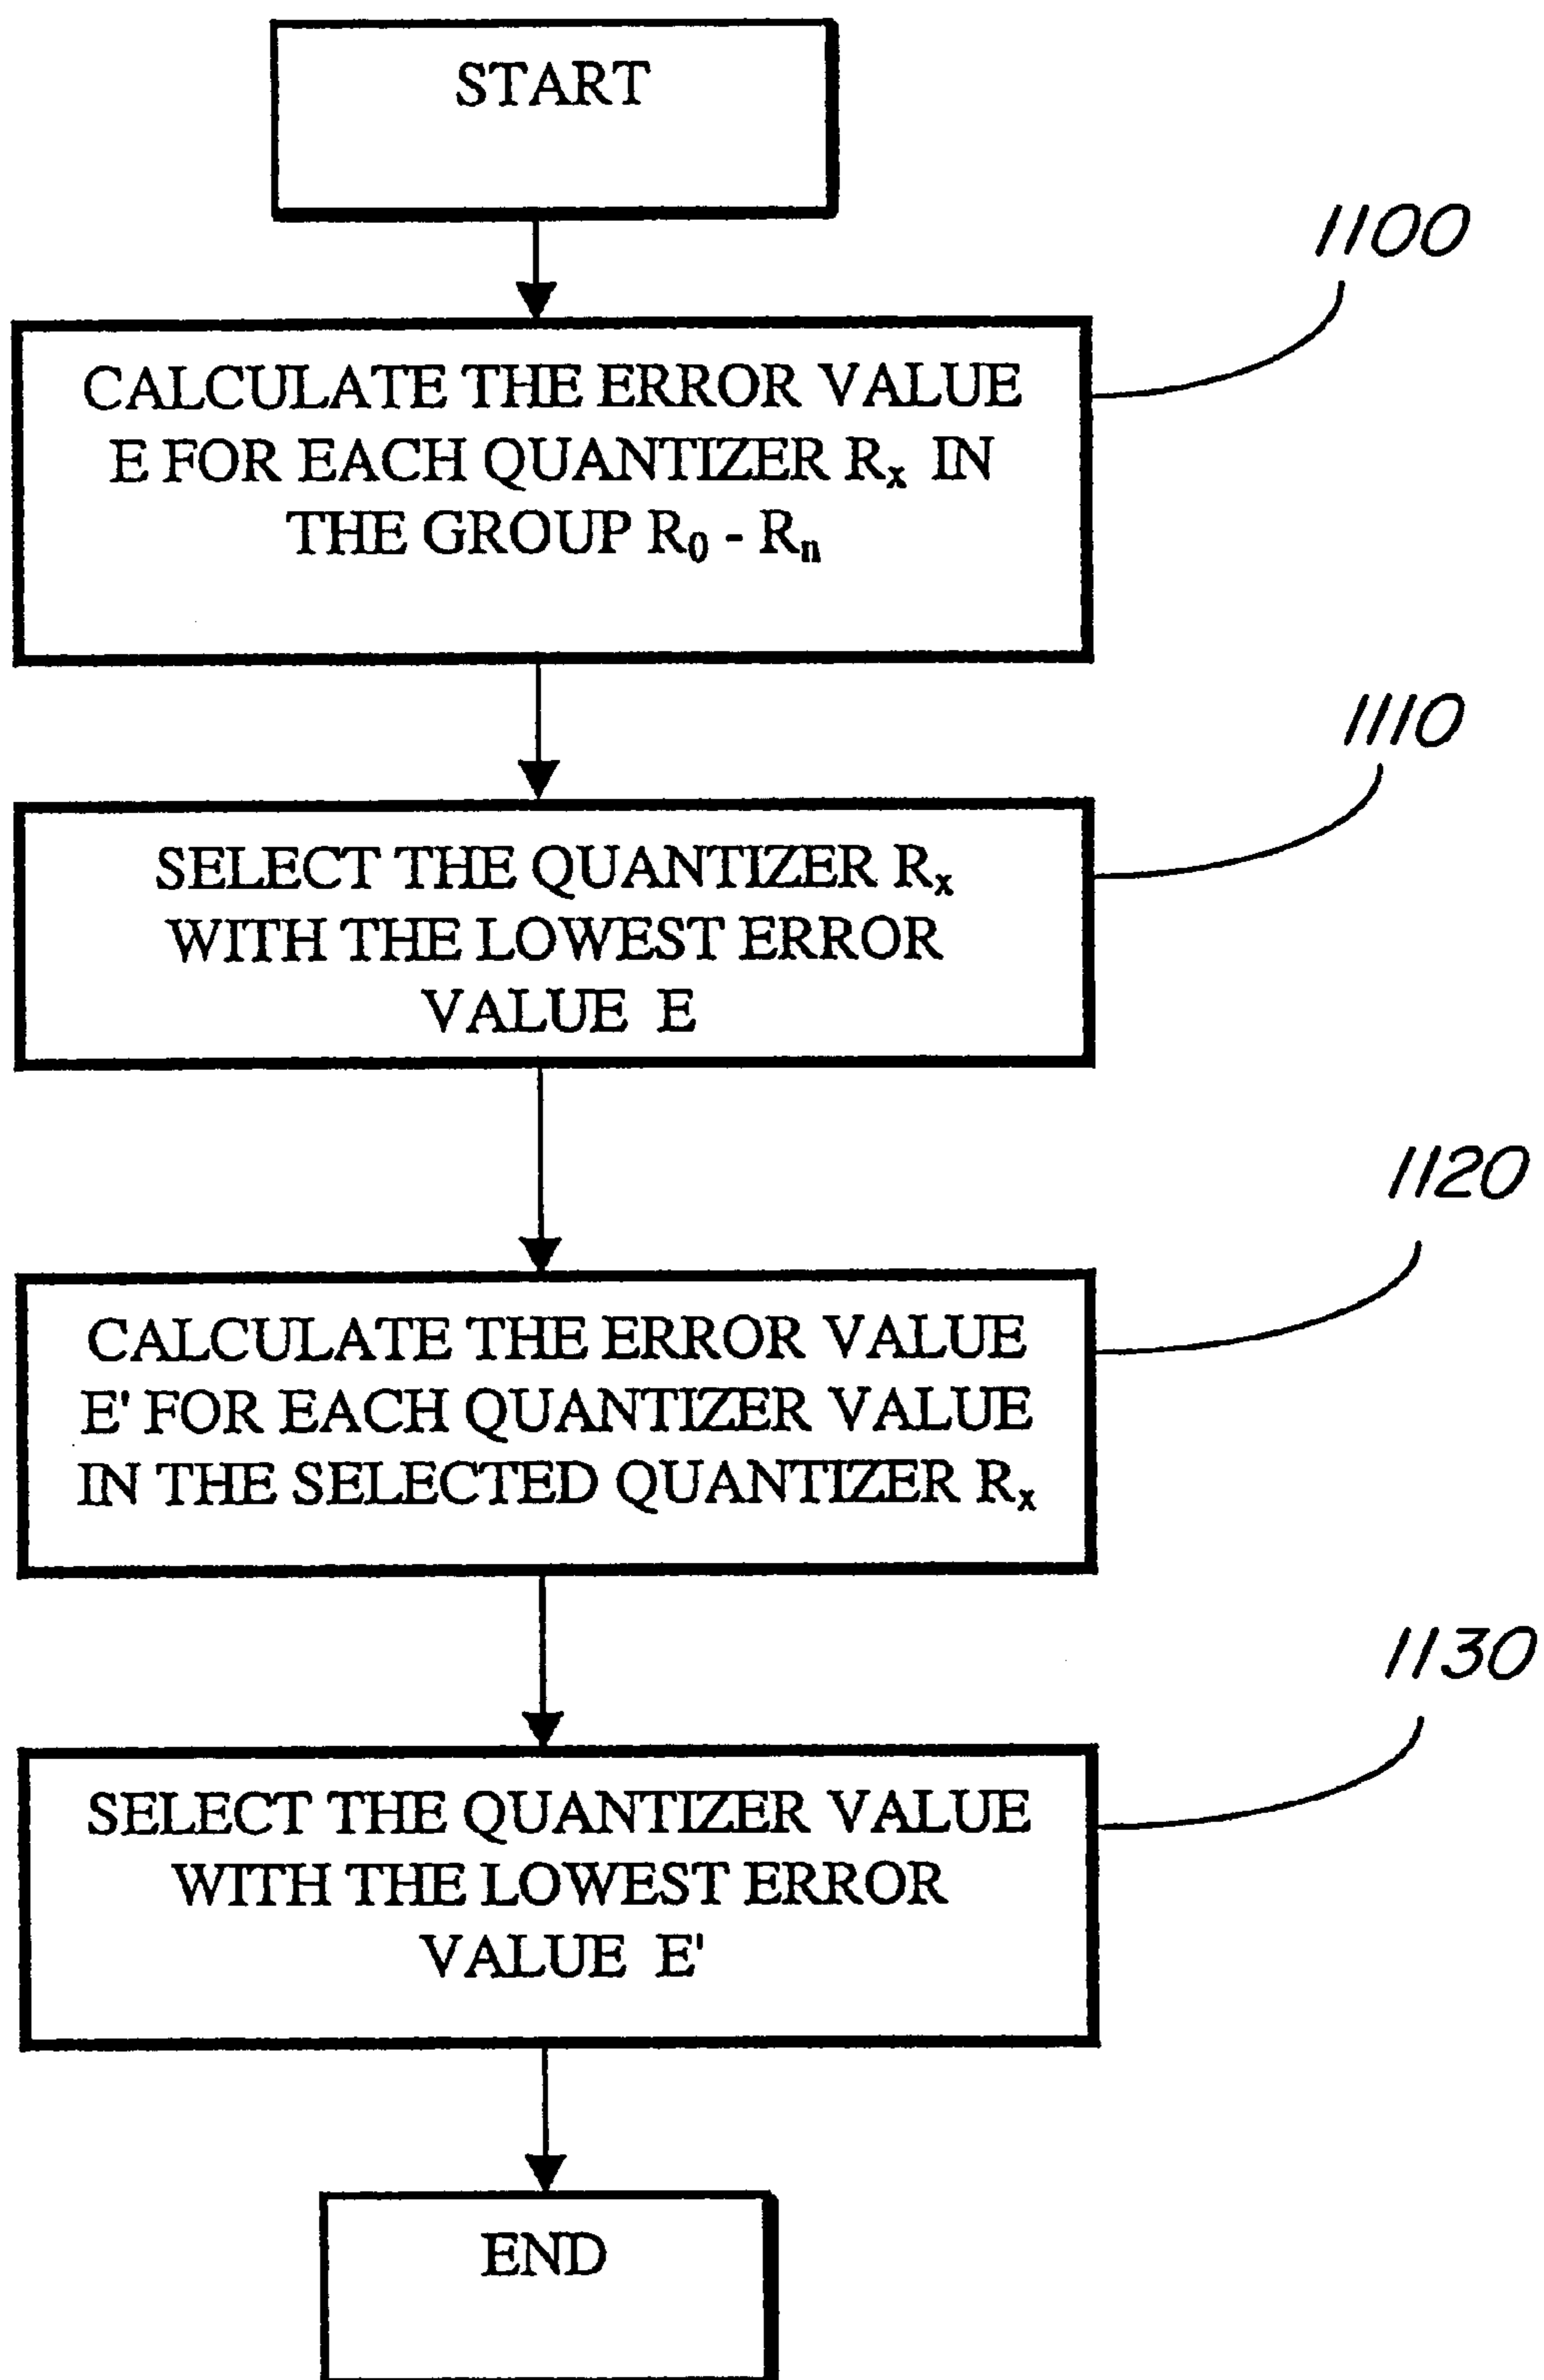 START
1100
CALCULATE THE ERROR VALUE
E FOR EACH QUANTIZER Rₓ IN
THE GROUP R₀ - Rₙ
1110
SELECT THE QUANTIZER Rₓ
WITH THE LOWEST ERROR
VALUE E
1120
CALCULATE THE ERROR VALUE
E' FOR EACH QUANTIZER VALUE
IN THE SELECTED QUANTIZER Rₓ
1130
SELECT THE QUANTIZER VALUE
WITH THE LOWEST ERROR
VALUE E'
END